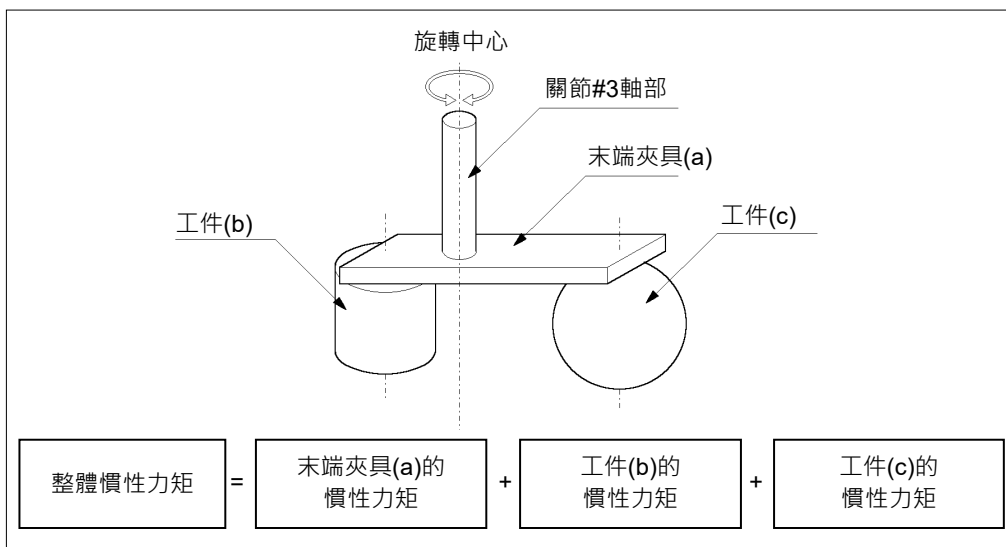 旋轉中心
關節#3軸部
末端夾具(a)
工件(b)
工件(c)
整體慣性力矩
=
末端夾具(a)的
慣性力矩
+
工件(b)的
慣性力矩
+
工件(c)的
慣性力矩